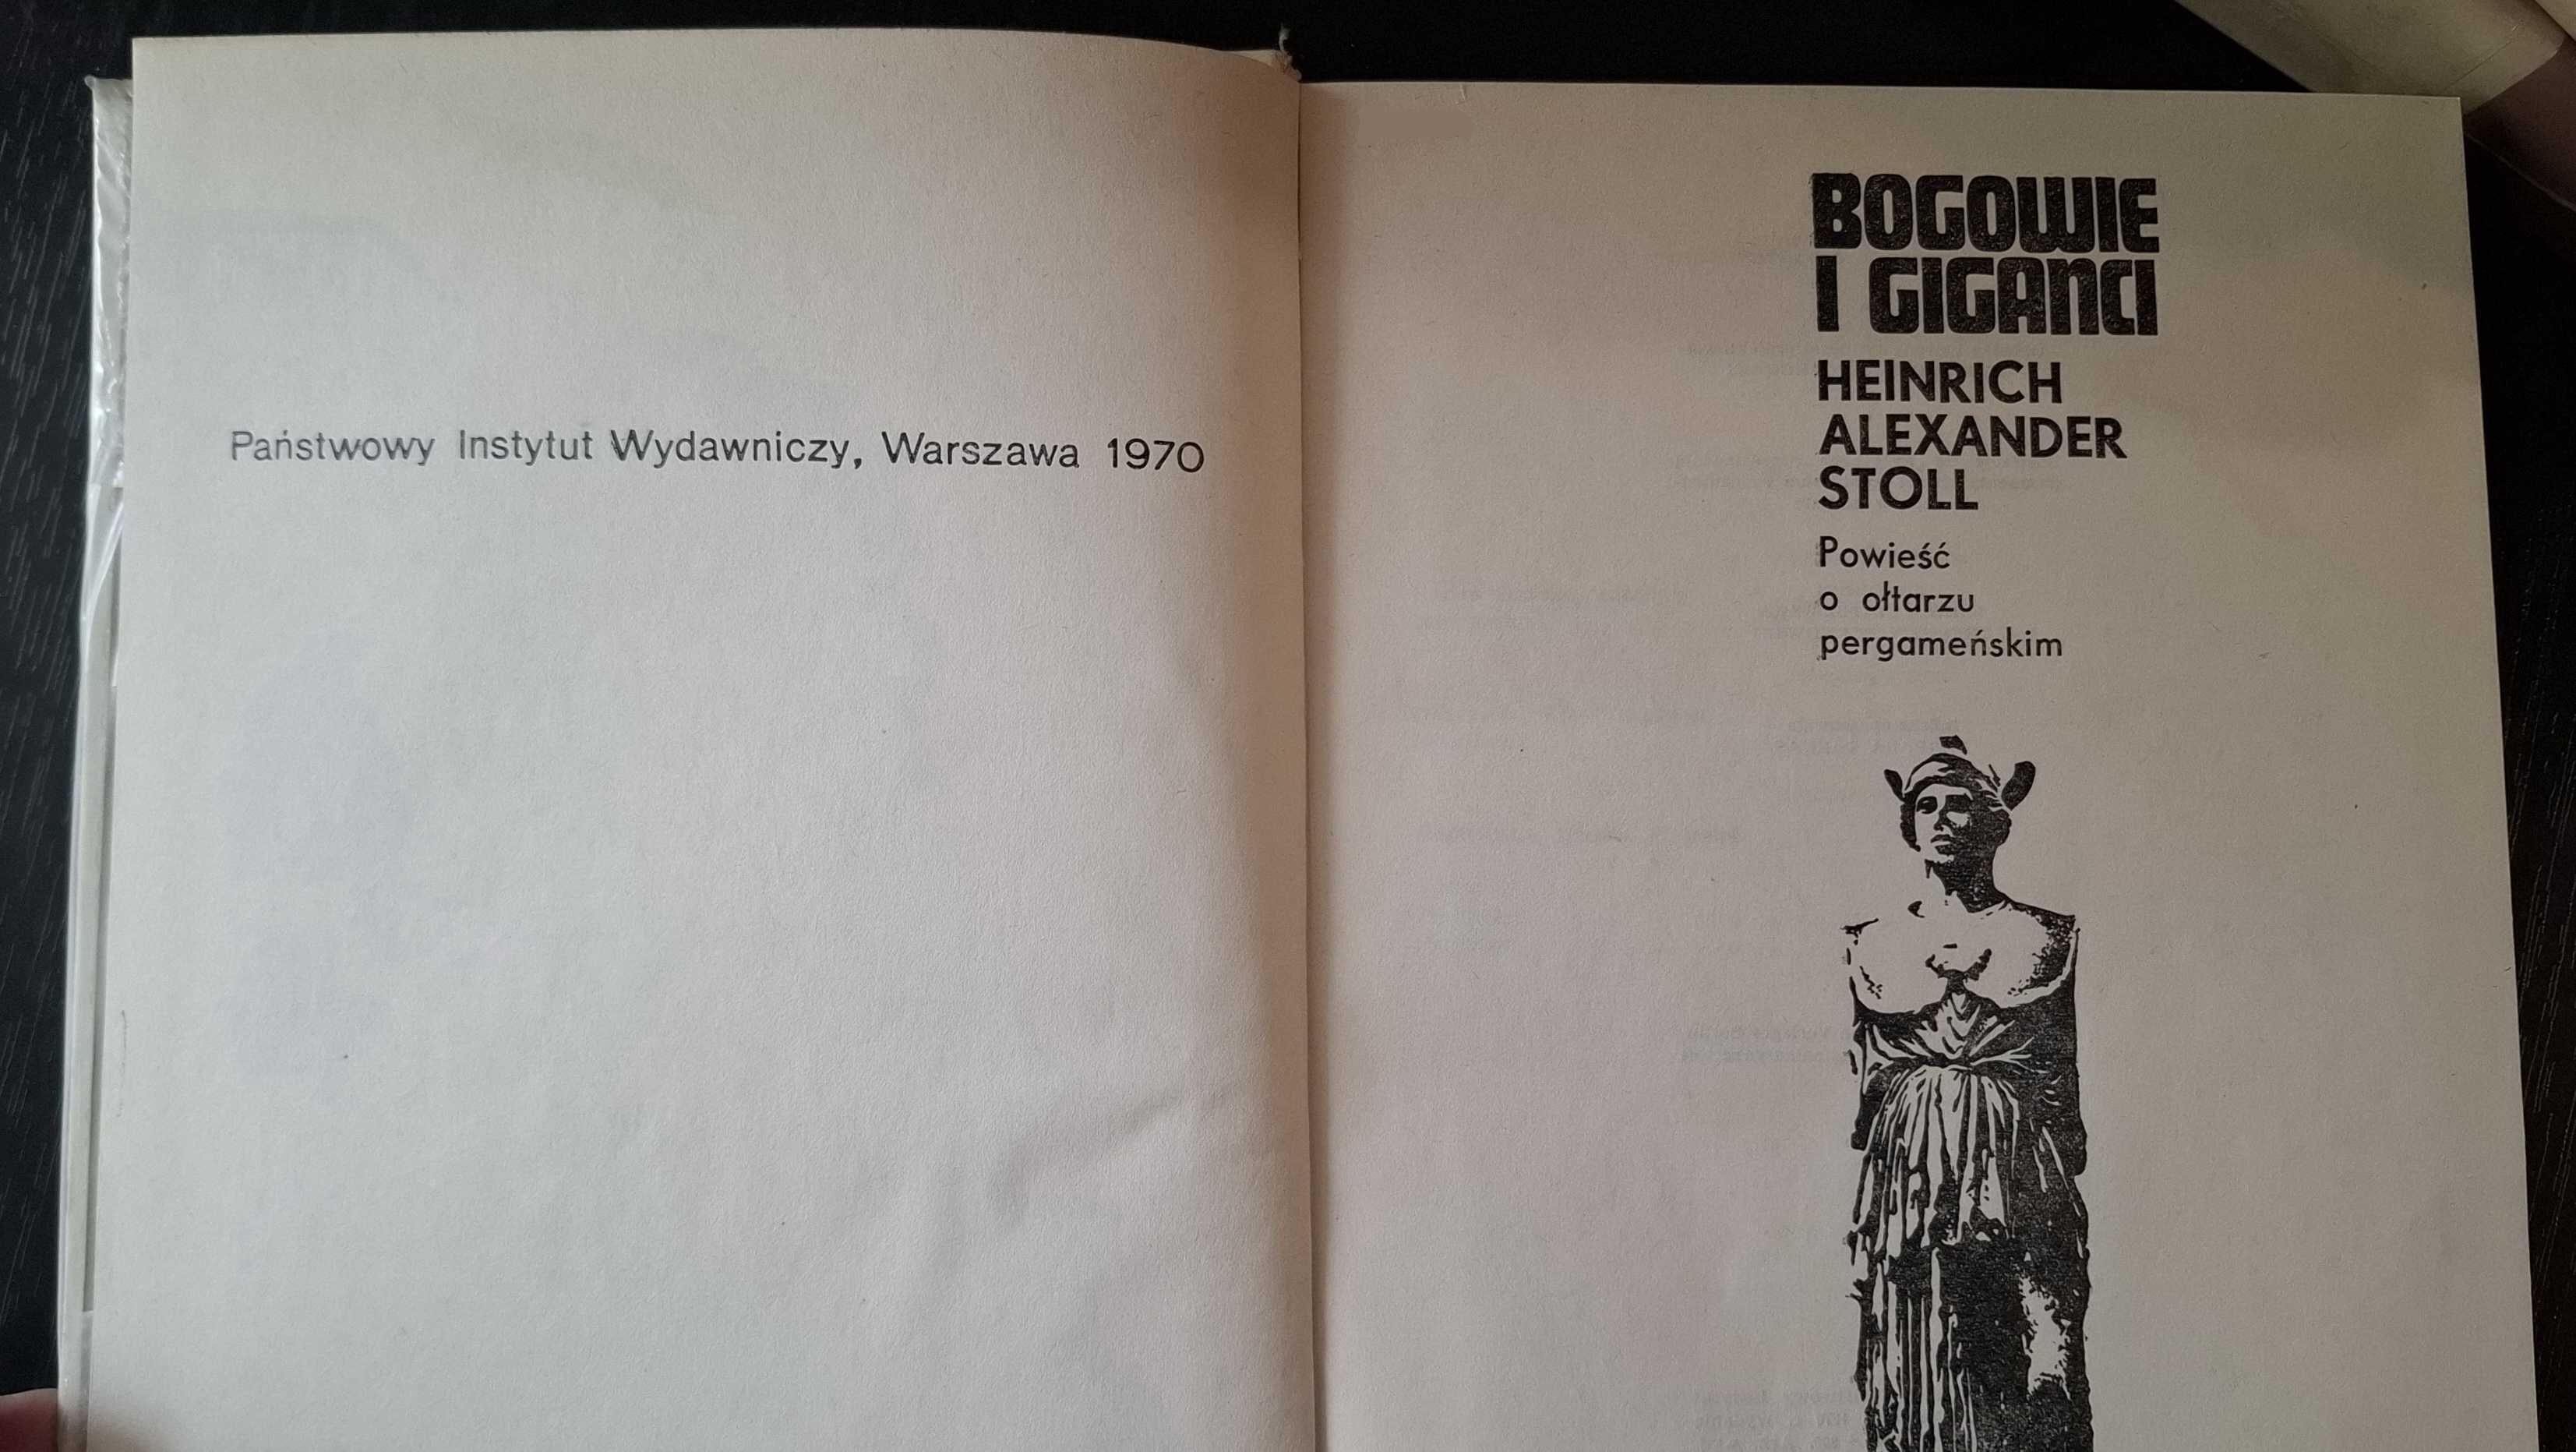 Państwowy Instytut Wydawniczy, Warszawa 1970
BOGOWIE
I GIGANCI
HEINRICH
ALEXANDER
STOLL
Powieść
o ołtarzu
pergameńskim